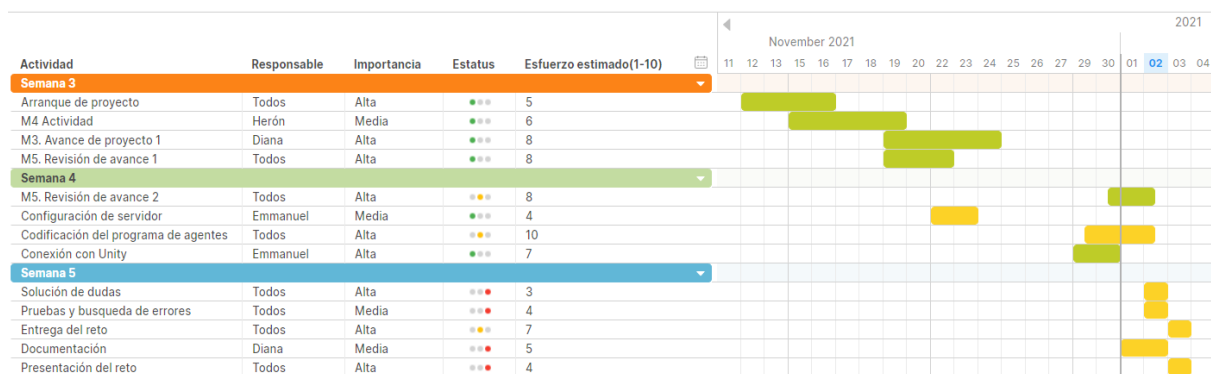 2021
November 2021
Actividad Responsable Importancia Estatus Esfuerzo estimado(1-10) 11 12 13 15 16 17 18 19 20 22 23 24 25 26 27 29 30 01 02 03 04
Semana 3
Arranque de proyecto Todos Alta 5
M4 Actividad Herón Media 6
M3. Avance de proyecto 1 Diana Alta 8
M5. Revisión de avance 1 Todos Alta 8
Semana 4
M5. Revisión de avance 2 Todos Alta 8
Configuración de servidor Emmanuel Media 4
Codificación del programa de agentes Todos Alta 10
Conexión con Unity Emmanuel Alta 7
Semana 5
Solución de dudas Todos Alta 3
Pruebas y busqueda de errores Todos Media 4
Entrega del reto Todos Alta 7
Documentación Diana Media 5
Presentación del reto Todos Alta 4